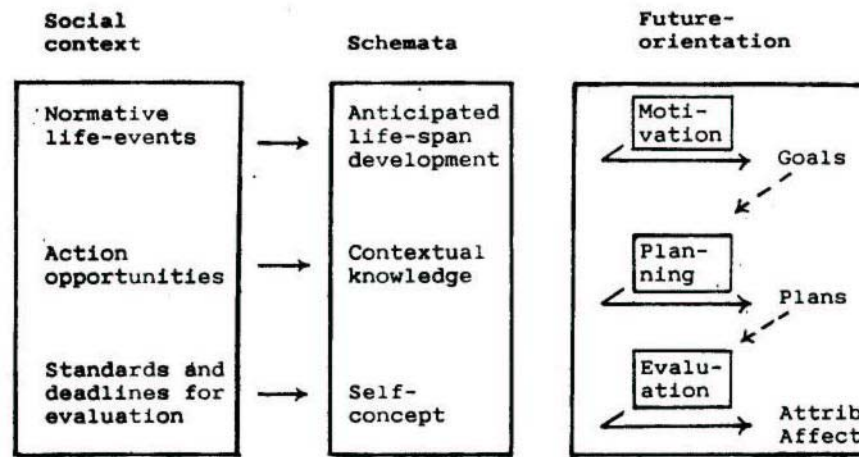 Social
context
Schemata
Future-
orientation
Normative
life-events
Anticipated
life-span
development
Moti-
vation
Goals
Action
opportunities
Contextual
knowledge
Plan-
ning
Plans
Standards and
deadlines for
evaluation
Self-
concept
Evalu-
ation
Attrib
Affect